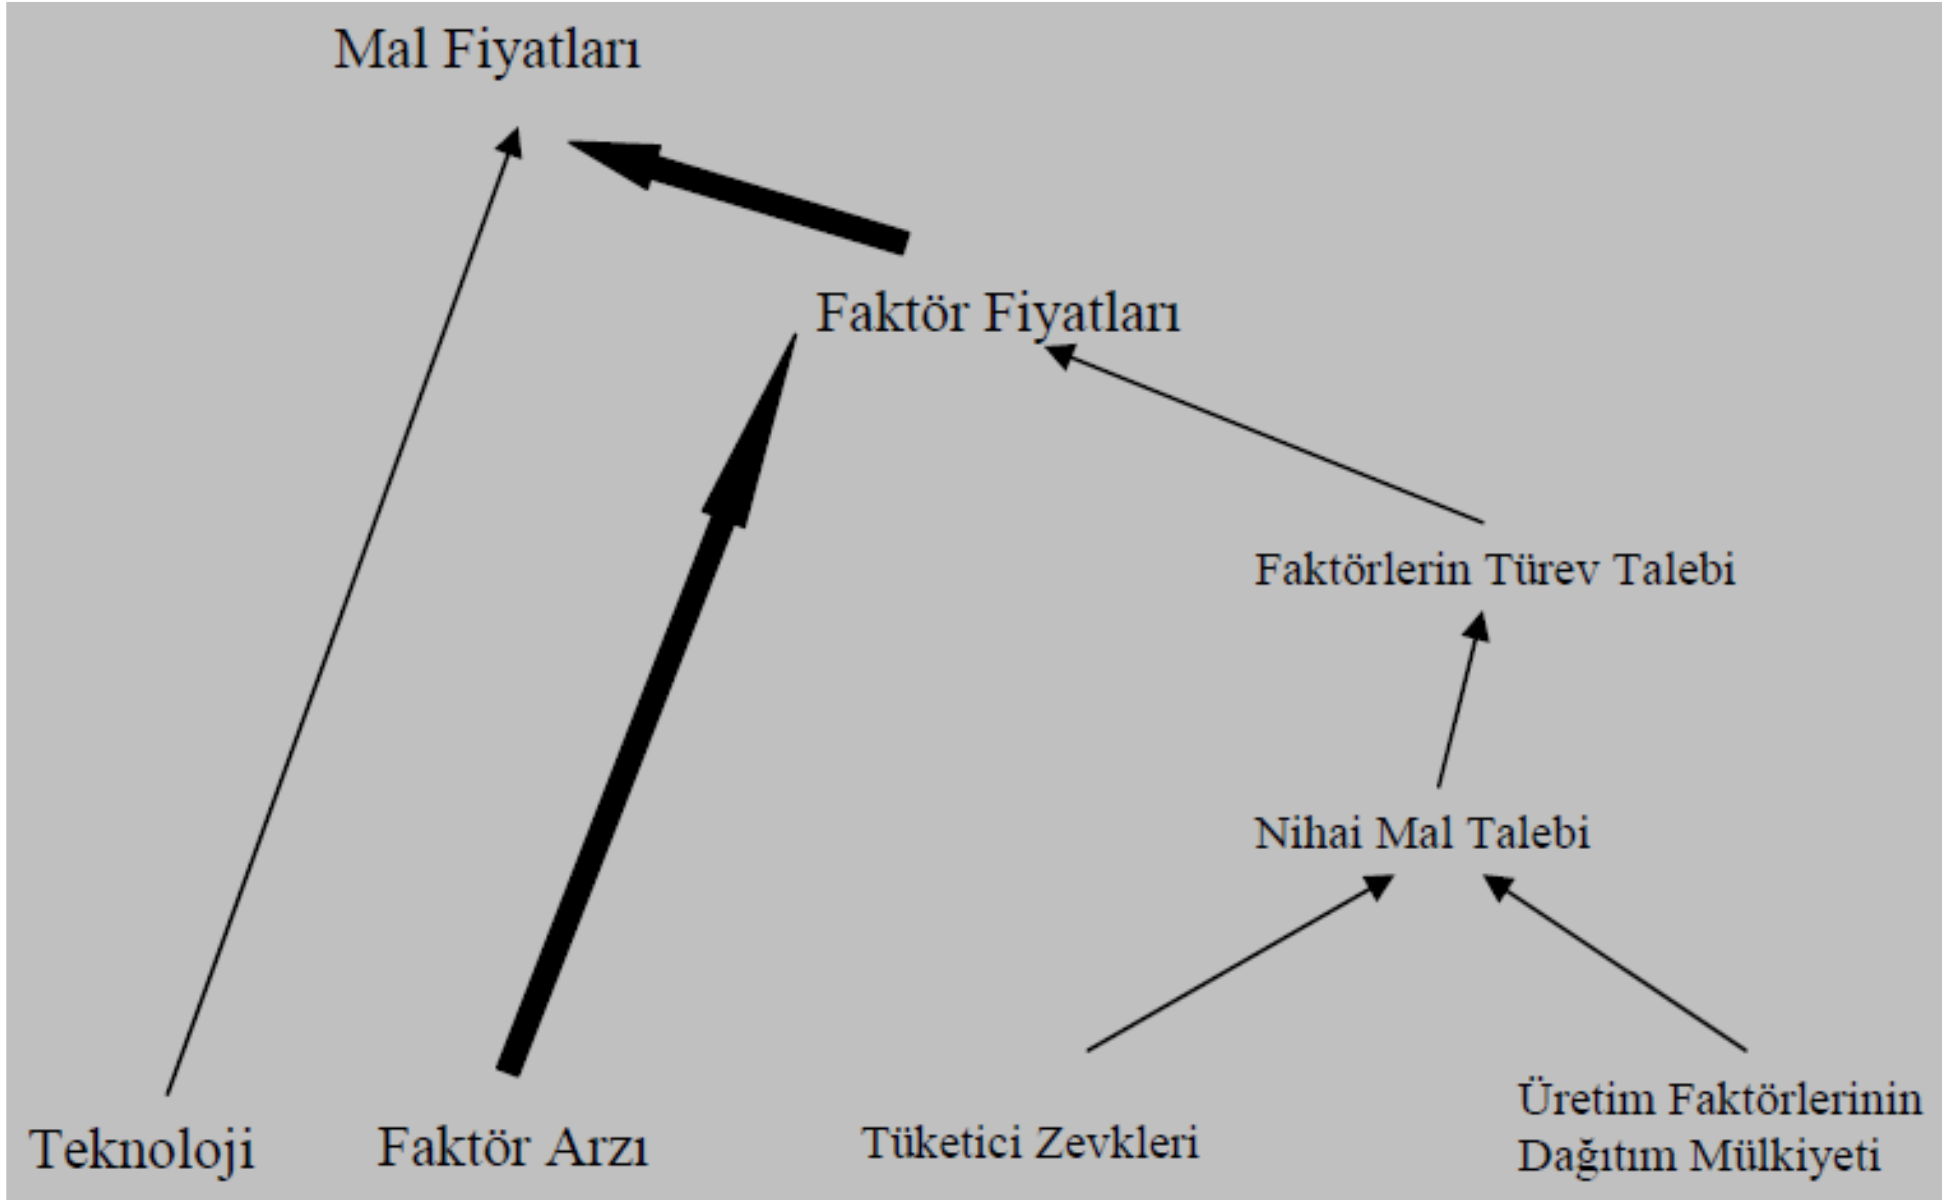 Mal Fiyatları
Faktör Fiyatları
Faktörlerin Türev Talebi
Nihai Mal Talebi
Teknoloji
Faktör Arzı
Tüketici Zevkleri
Üretim Faktörlerinin
Dağıtım Mülkiyeti